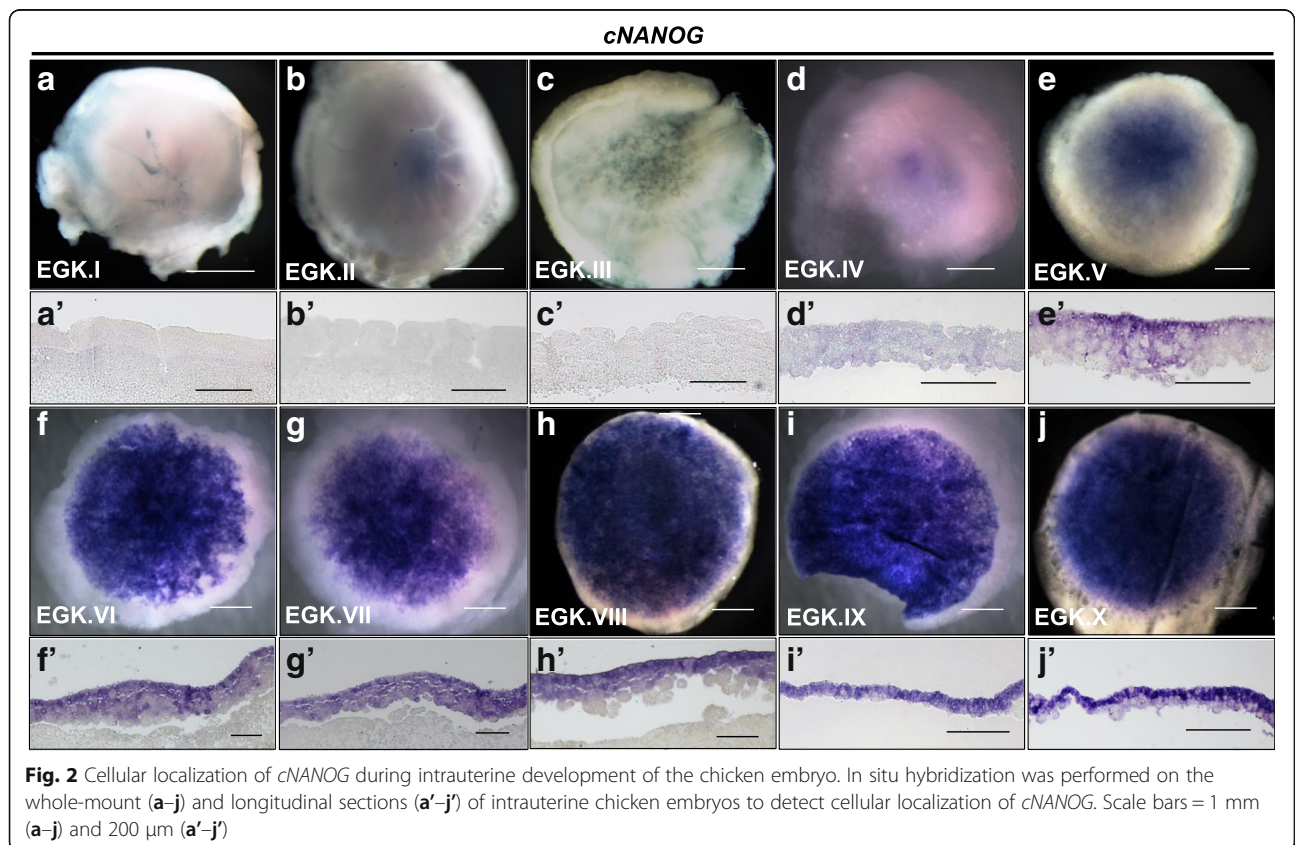 cNANOG
a b c d e
EGK.I EGK.II EGK.III EGK.IV EGK.V
a’ b’ c’ d’ e’
f g h i j
EGK.VI EGK.VII EGK.VIII EGK.IX EGK.X
f’ g’ h’ i’ j’
Fig. 2 Cellular localization of cNANOG during intrauterine development of the chicken embryo. In situ hybridization was performed on the
whole-mount (a–j) and longitudinal sections (a’–j’) of intrauterine chicken embryos to detect cellular localization of cNANOG. Scale bars = 1 mm
(a–j) and 200 μm (a’–j’)